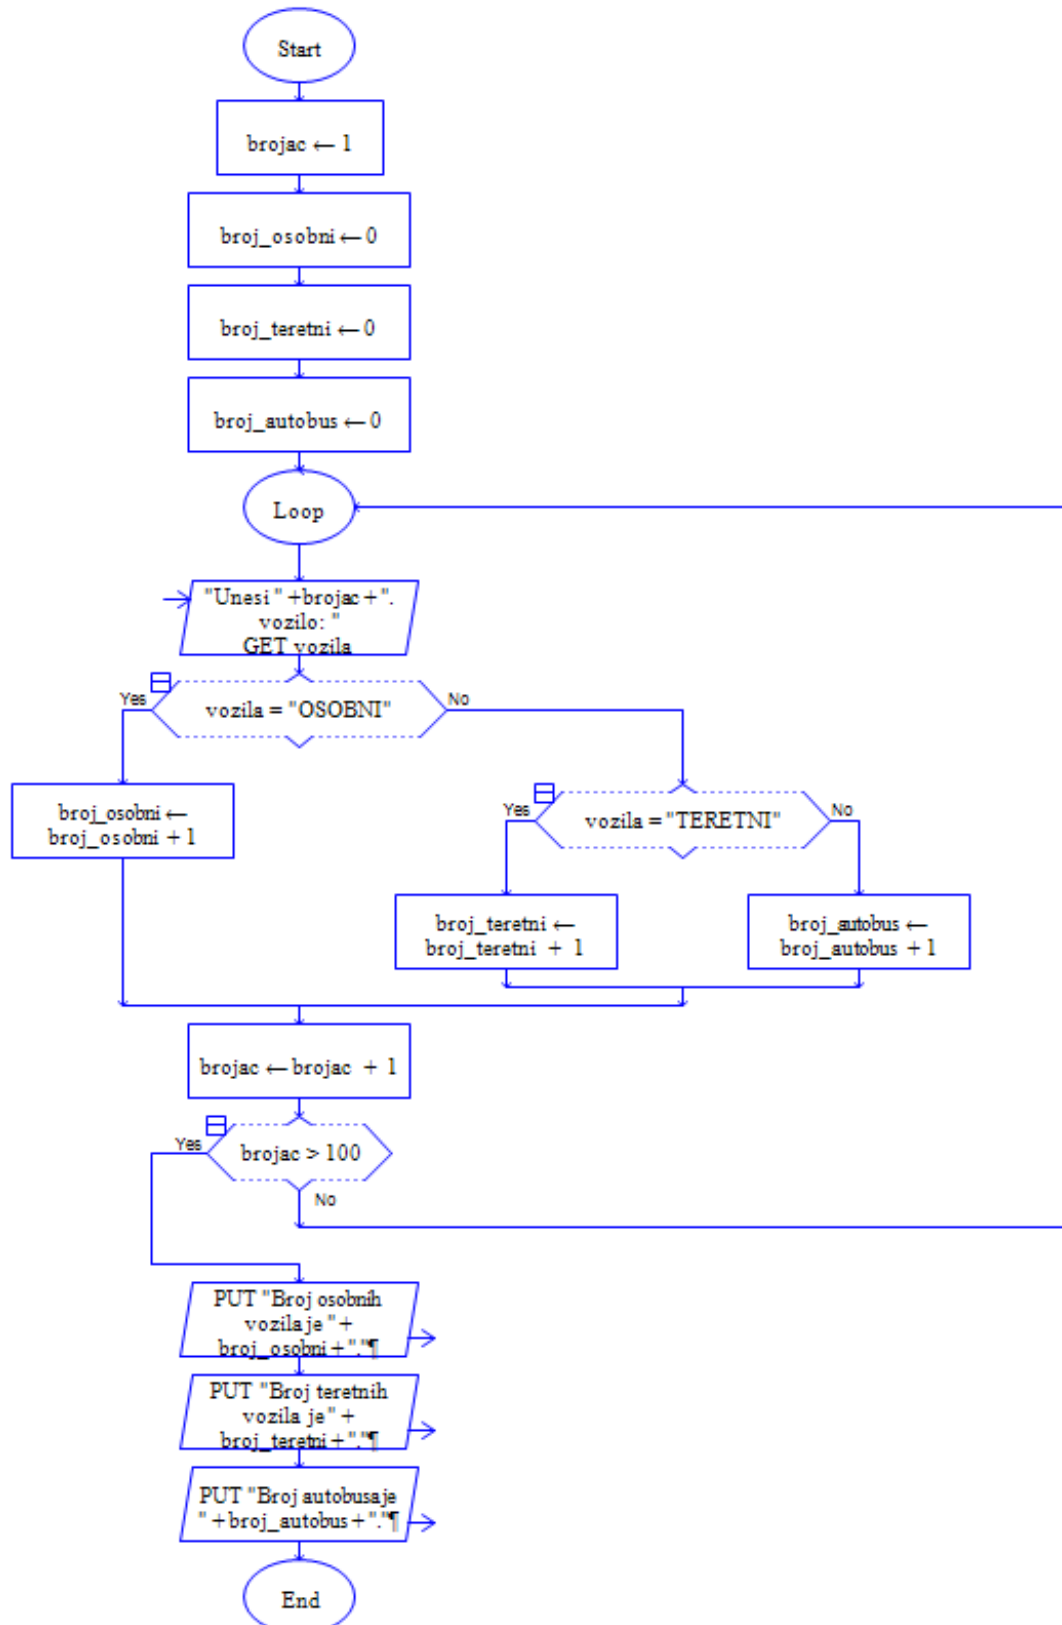 Start
brojac ← 1
broj_osobni ← 0
broj_teretni ← 0
broj_autobus ← 0
Loop
"Unesi " +brojac + ".
vozilo: "
GET vozila
Yes
vozila = "OSOBNI"
No
broj_osobni ←
broj_osobni + 1
Yes
vozila = "TERETNI"
No
broj_teretni ←
broj_teretni + 1
broj_autobus ←
broj_autobus + 1
brojac ← brojac + 1
Yes
brojac > 100
No
PUT "Broj osobnih
vozila je " +
broj_osobni + "."¶
PUT "Broj teretnih
vozila je" +
broj_teretni + "."¶
PUT "Broj autobusaje
" + broj_autobus + "."¶
End